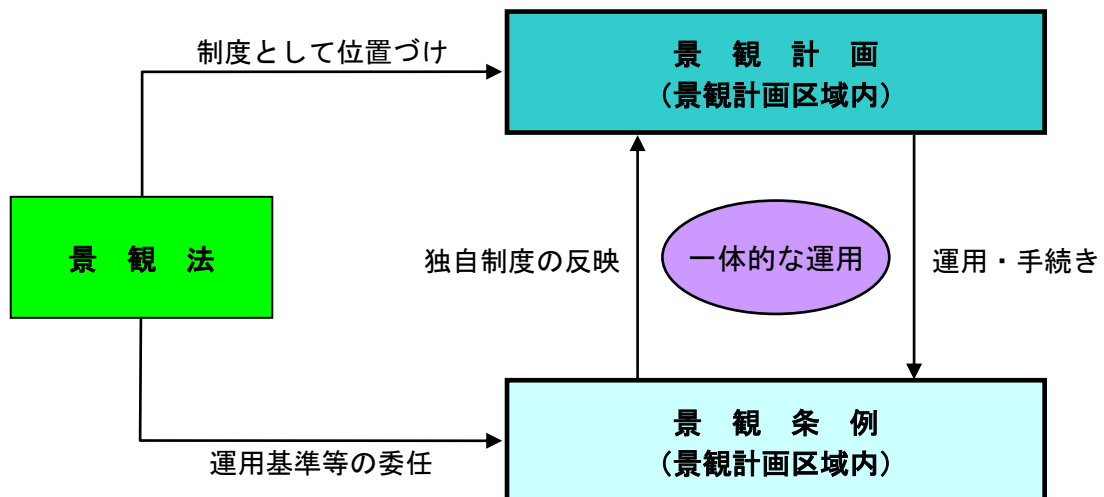 制度として位置づけ
景　観　計　画
（景観計画区域内）
景　観　法
独自制度の反映
一体的な運用
運用・手続き
運用基準等の委任
景　観　条　例
（景観計画区域内）